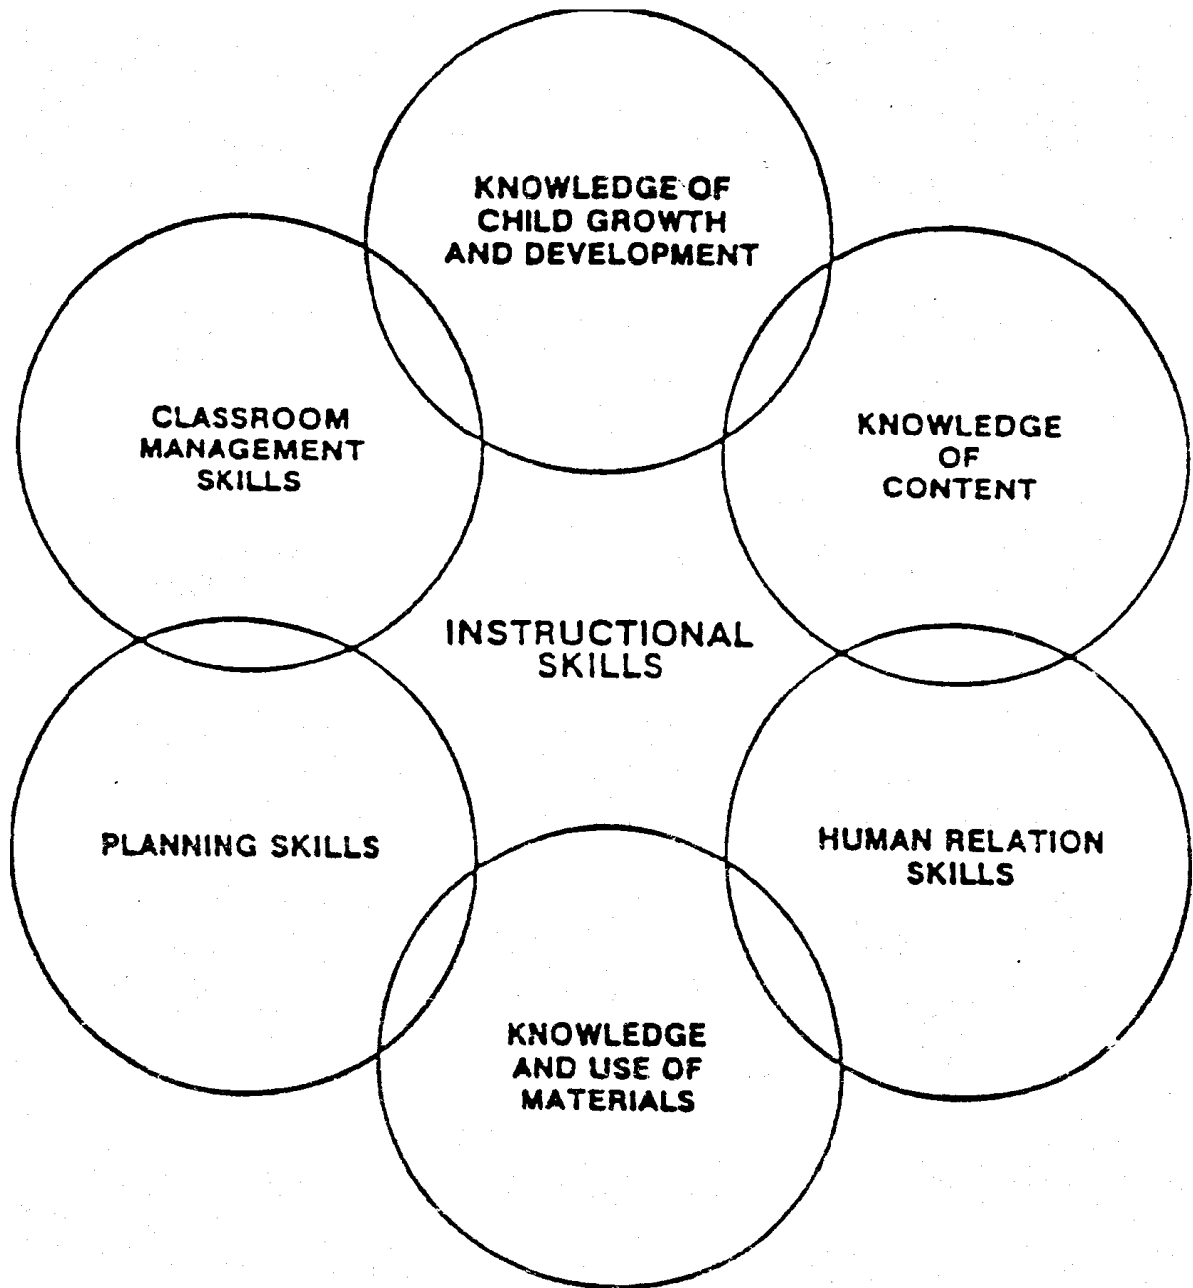 KNOWLEDGE OF
CHILD GROWTH
AND DEVELOPMENT
CLASSROOM
MANAGEMENT
SKILLS
KNOWLEDGE
OF
CONTENT
INSTRUCTIONAL
SKILLS
PLANNING SKILLS
HUMAN RELATION
SKILLS
KNOWLEDGE
AND USE OF
MATERIALS